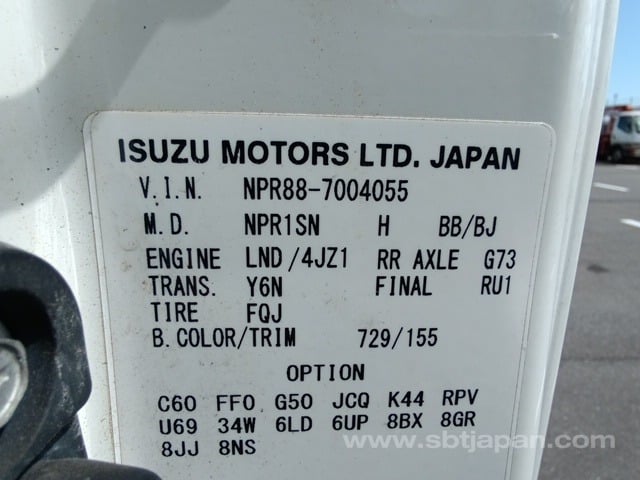 ISUZU MOTORS LTD. JAPAN
V.I.N. NPR88-7004055
M.D. NPR1SN H BB/BJ
ENGINE LND/4JZ1 RR AXLE G73
TRANS. Y6N FINAL RU1
TIRE FQJ
B.COLOR/TRIM 729/155
OPTION
C60 FF0 G50 JCQ K44 RPV
U69 34W 6LD 6UP 8BX 8GR
8JJ 8NS
www.sbtjapan.com